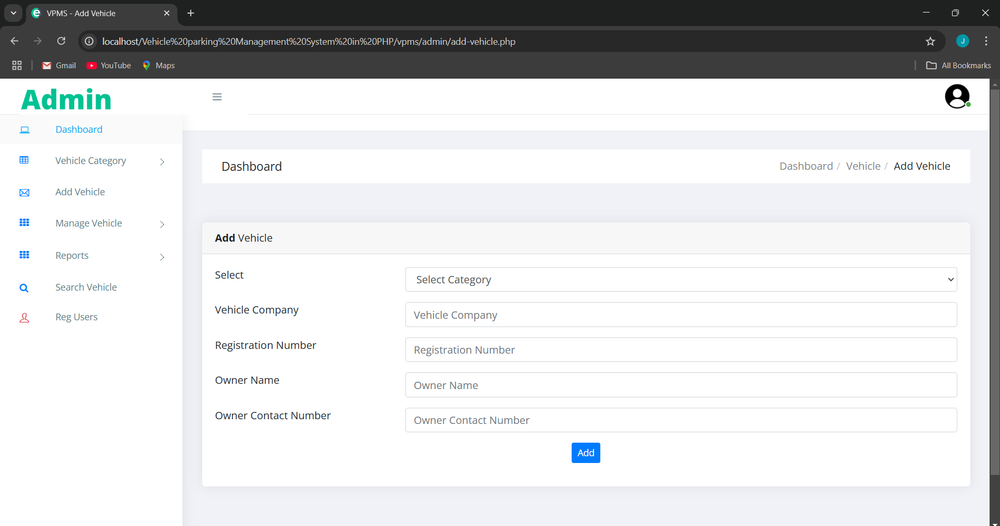 VPMS - Add Vehicle
localhost/Vehicle%20parking%20Management%20System%20in%20PHP/vpms/admin/add-vehicle.php
J
Gmail
YouTube
Maps
All Bookmarks
Admin
Dashboard
Vehicle Category
Add Vehicle
Manage Vehicle
Reports
Search Vehicle
Reg Users
Dashboard
Dashboard / Vehicle / Add Vehicle
Add Vehicle
Select
Select Category
Vehicle Company
Vehicle Company
Registration Number
Registration Number
Owner Name
Owner Name
Owner Contact Number
Owner Contact Number
Add